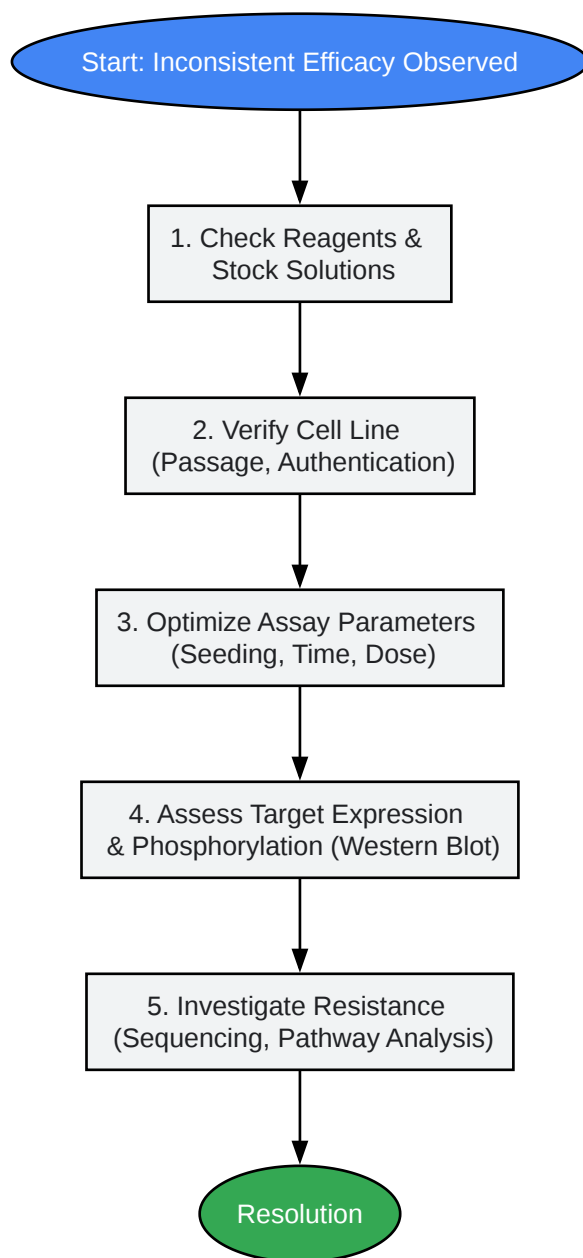 Start: Inconsistent Efficacy Observed
1. Check Reagents &
Stock Solutions
2. Verify Cell Line
(Passage, Authentication)
3. Optimize Assay Parameters
(Seeding, Time, Dose)
4. Assess Target Expression
& Phosphorylation (Western Blot)
5. Investigate Resistance
(Sequencing, Pathway Analysis)
Resolution